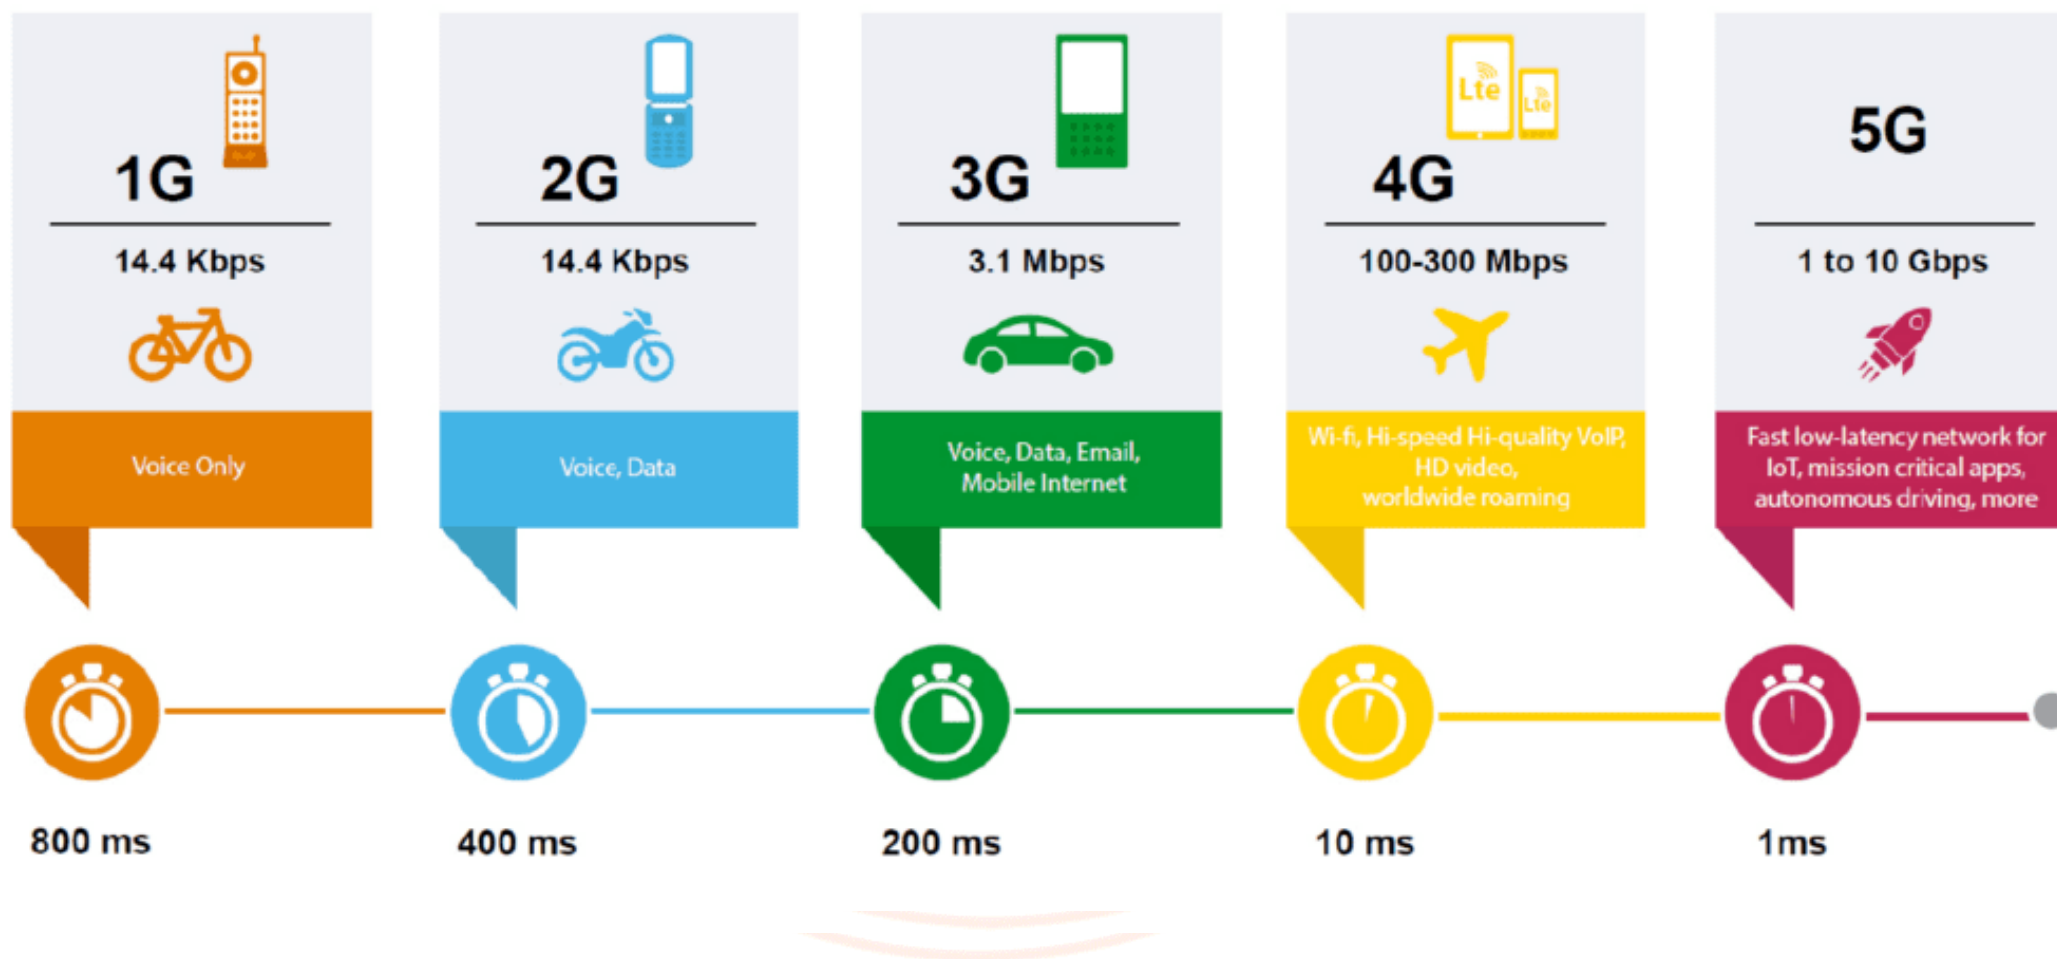 1G
14.4 Kbps
Voice Only
800 ms
2G
14.4 Kbps
Voice, Data
400 ms
3G
3.1 Mbps
Voice, Data, Email,
Mobile Internet
200 ms
Lte
Lte
4G
100-300 Mbps
Wi-fi, Hi-speed Hi-quality VoIP,
HD video,
worldwide roaming
10 ms
5G
1 to 10 Gbps
Fast low-latency network for
IoT, mission critical apps,
autonomous driving, more
1ms